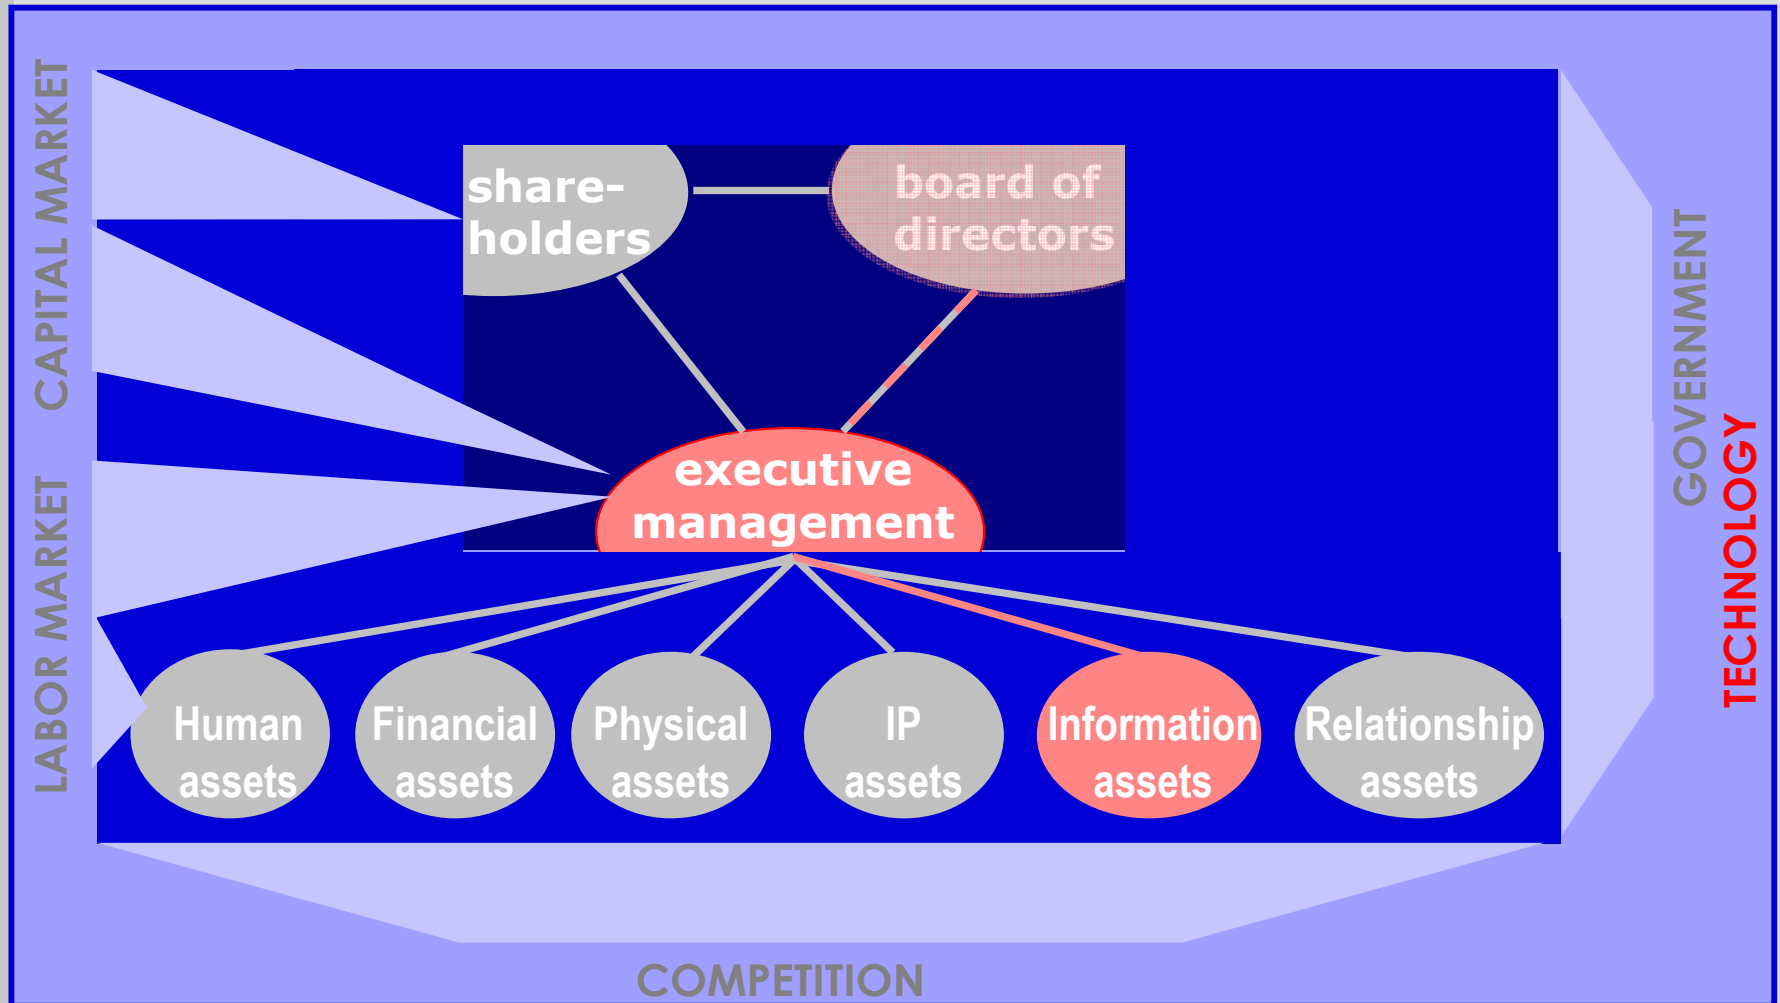 CAPITAL MARKET
LABOR MARKET
share–
holders
board of
directors
executive
management
Human
assets
Financial
assets
Physical
assets
IP
assets
Information
assets
Relationship
assets
GOVERNMENT
TECHNOLOGY
COMPETITION